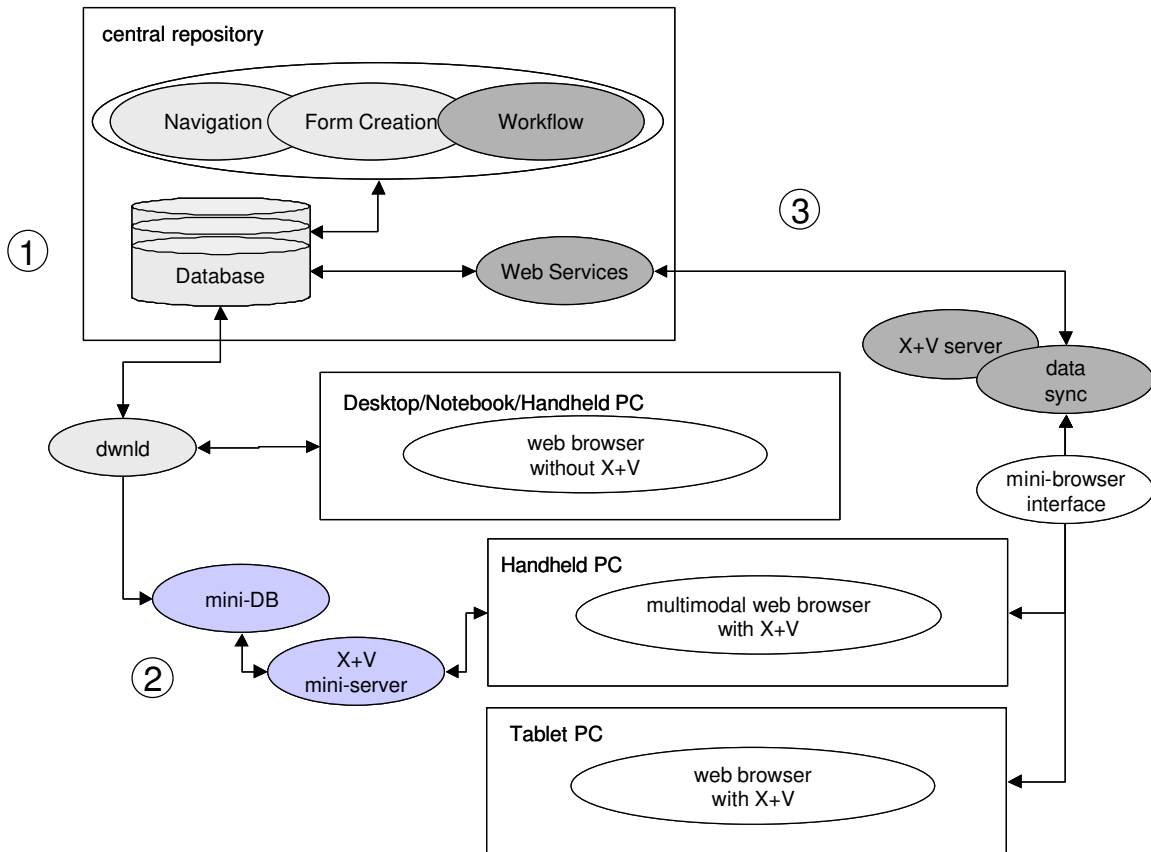 central repository
Navigation
Form Creation
Workflow
3
1
Database
Web Services
X+V server
data
sync
Desktop/Notebook/Handheld PC
dwnld
web browser
without X+V
mini-browser
interface
Handheld PC
mini-DB
multimodal web browser
with X+V
2
X+V
mini-server
Tablet PC
web browser
with X+V